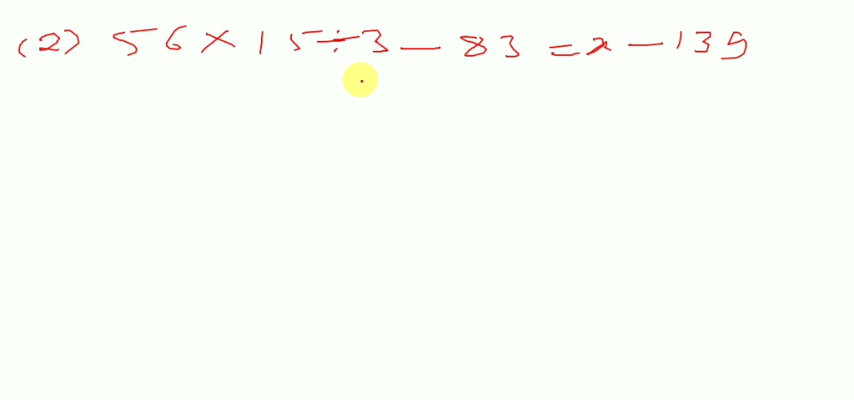 (2) 56 × 15 ÷ 3 — 83 = x — 139